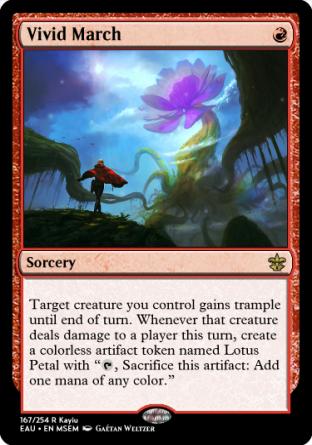 Vivid March
Sorcery
Target creature you control gains trample
until end of turn. Whenever that creature
deals damage to a player this turn, create
a colorless artifact token named Lotus
Petal with “, Sacrifice this artifact: Add
one mana of any color.”
167/254 R Kayiu
EAU • EN MSEM Gaétan Weltzer